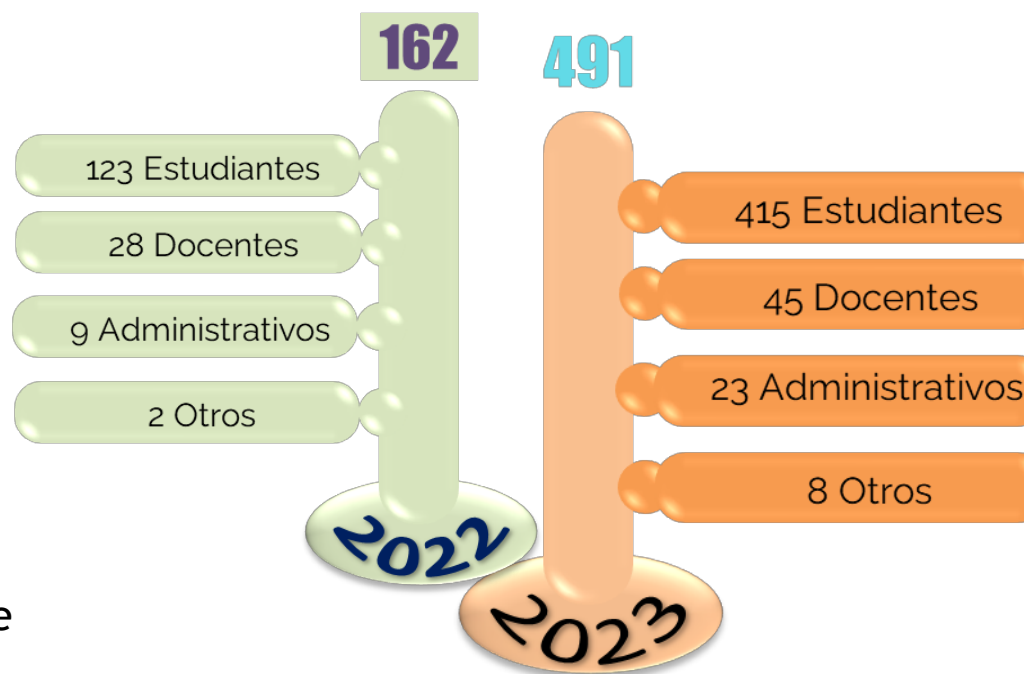 162
123 Estudiantes
28 Docentes
9 Administrativos
2 Otros
2022
491
415 Estudiantes
45 Docentes
23 Administrativos
8 Otros
2023
e